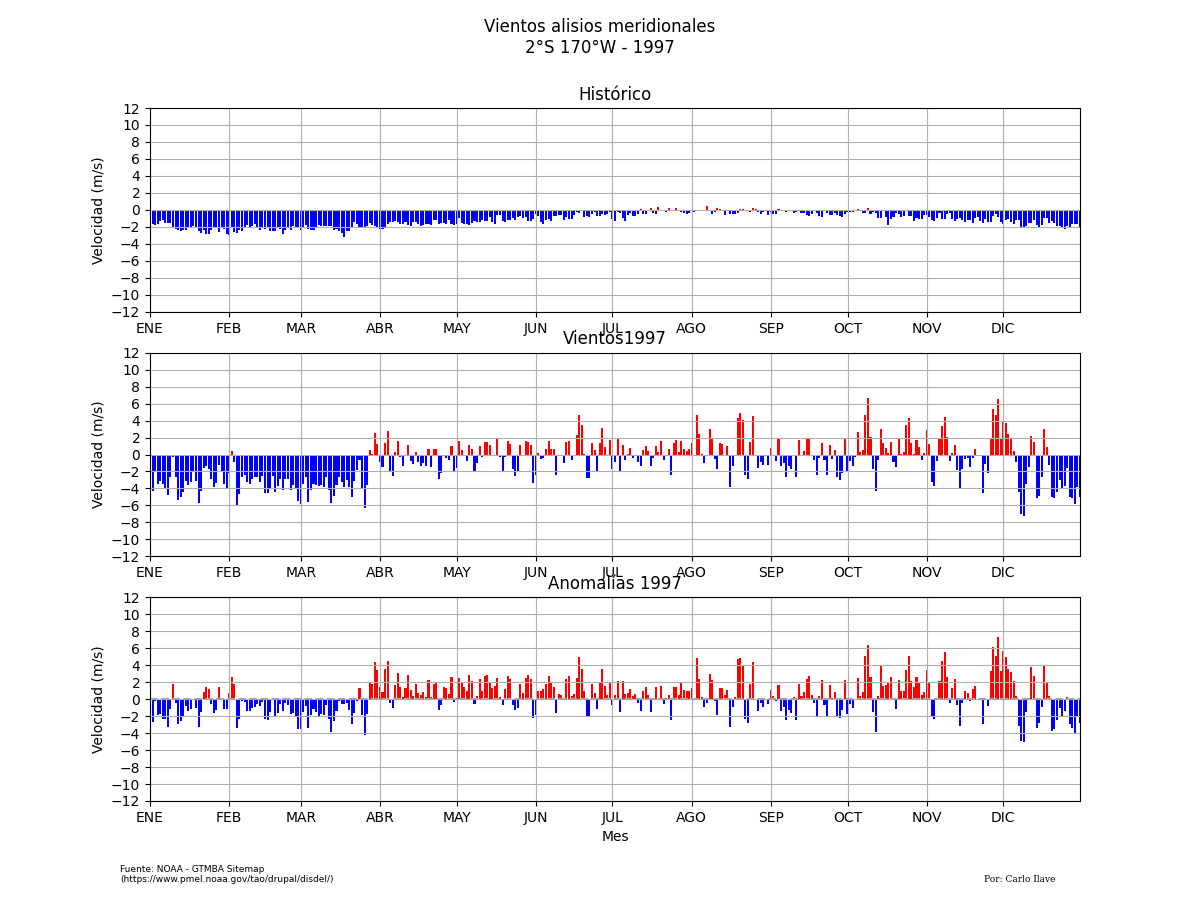 Vientos alisios meridionales
2°S 170°W - 1997
Histórico
12
10
8
6
4
2
0
−2
−4
−6
−8
−10
−12
Velocidad (m/s)
ENE FEB MAR ABR MAY JUN JUL AGO SEP OCT NOV DIC
Vientos1997
12
10
8
6
4
2
0
−2
−4
−6
−8
−10
−12
Velocidad (m/s)
ENE FEB MAR ABR MAY JUN JUL AGO SEP OCT NOV DIC
Anomalías 1997
12
10
8
6
4
2
0
−2
−4
−6
−8
−10
−12
Velocidad (m/s)
ENE FEB MAR ABR MAY JUN JUL AGO SEP OCT NOV DIC
Mes
Fuente: NOAA - GTMBA Sitemap
(https://www.pmel.noaa.gov/tao/drupal/disdel/)
Por: Carlo Ilave